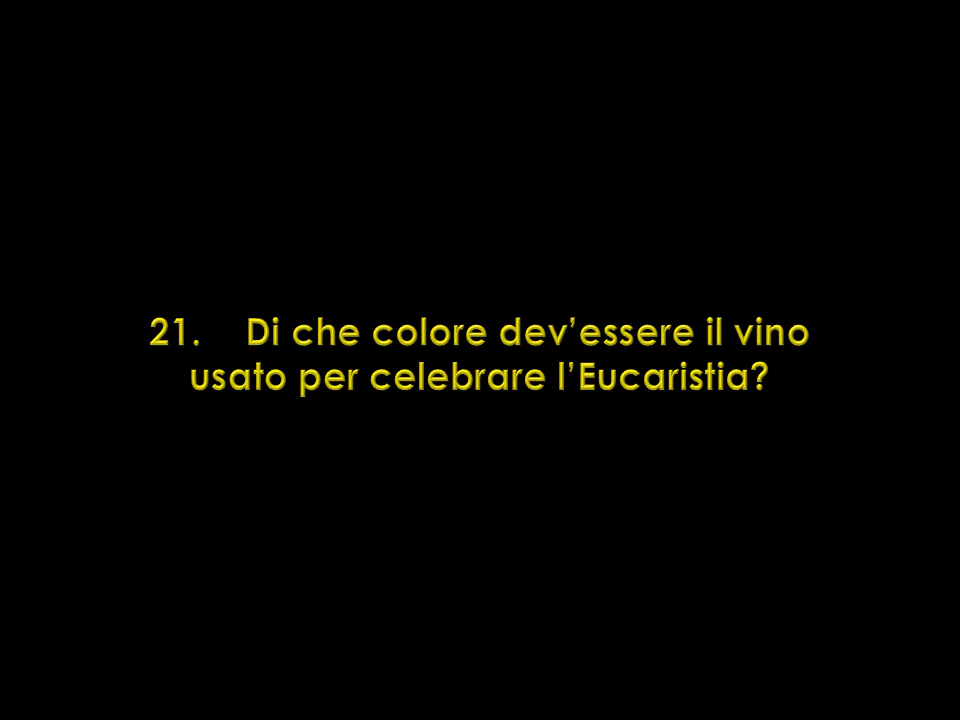 21. Di che colore dev’essere il vino
usato per celebrare l’Eucaristia?